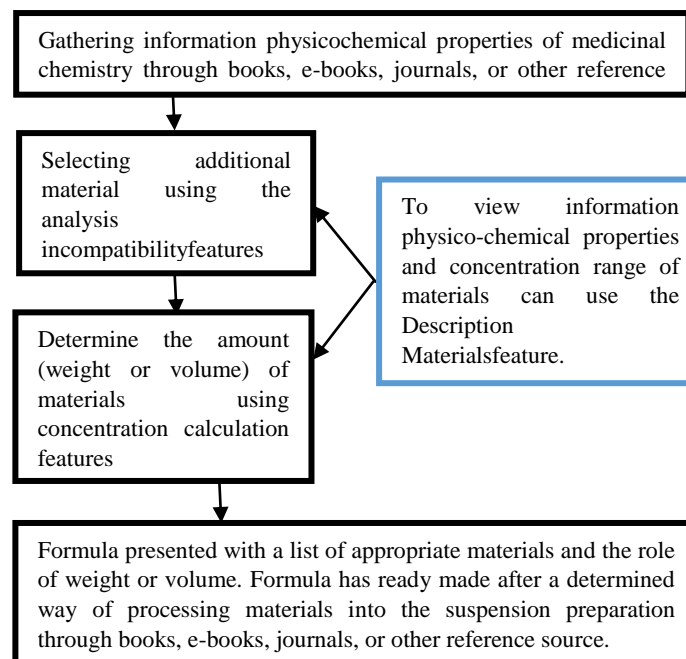 Gathering information physicochemical properties of medicinal
chemistry through books, e-books, journals, or other reference
Selecting additional
material using the
analysis
incompatibilityfeatures
To view information
physico-chemical properties
and concentration range of
materials can use the
Description
Materialsfeature.
Determine the amount
(weight or volume) of
materials using
concentration calculation
features
Formula presented with a list of appropriate materials and the role
of weight or volume. Formula has ready made after a determined
way of processing materials into the suspension preparation
through books, e-books, journals, or other reference source.